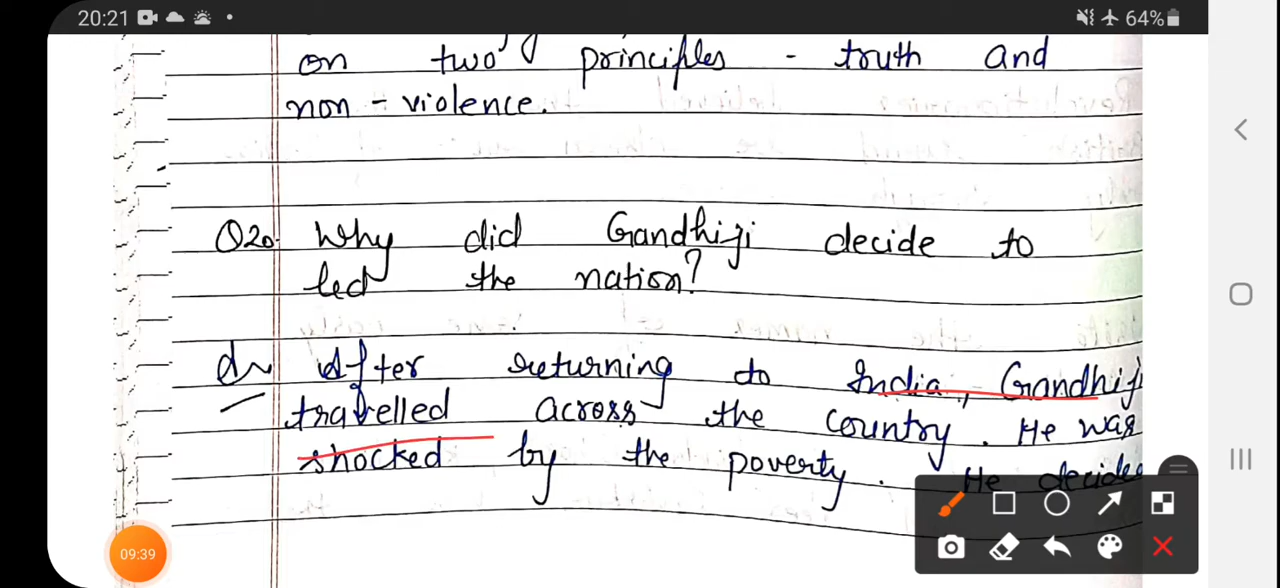 20:21 64%
on two principles - truth and
non - violence.
Q20. Why did Gandhiji decide to
led the nation?
After returning to India, Gandhiji
travelled across the country. He was
shocked by the poverty. He decided
09:39